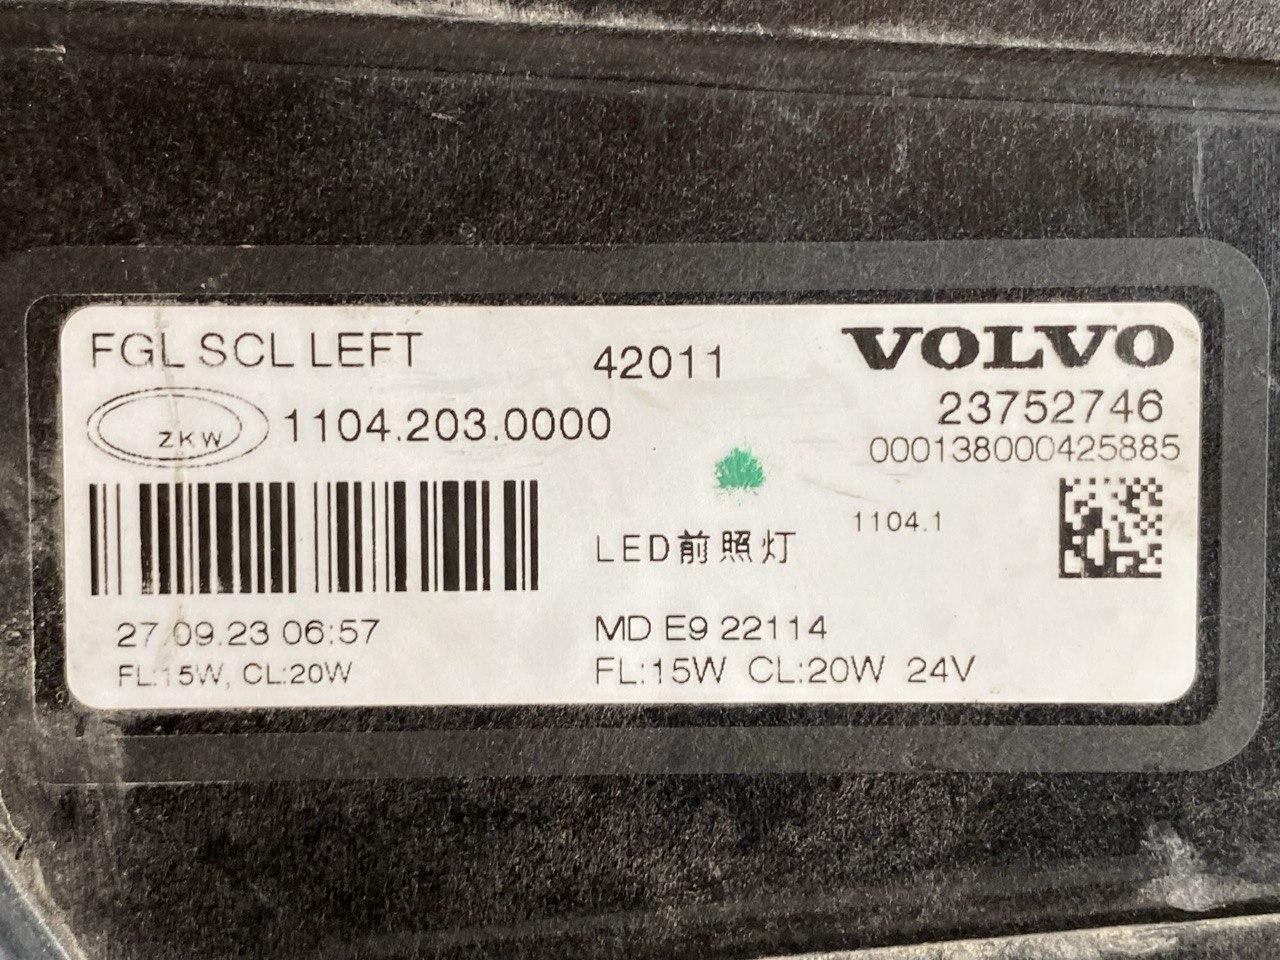 FGL SCL LEFT
42011
VOLVO
ZKW
1104.203.0000
23752746
000138000425885
1104.1
LED前照灯
27.09.23 06:57
FL:15W, CL:20W
MD E9 22114
FL:15W CL:20W 24V